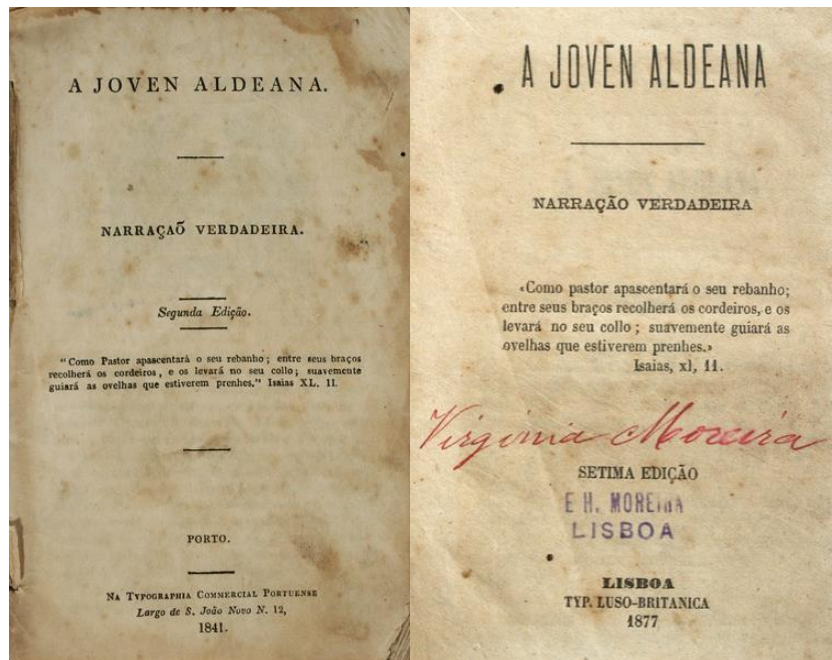 A JOVEN ALDEANA.
NARRAÇAÕ VERDADEIRA.
Segunda Edição.
"Como Pastor apascentará o seu rebanho; entre seus braços
recolherá os cordeiros, e os levará no seu collo; suavemente
guiará as ovelhas que estiverem prenhes." Isaias XL. II.
PORTO.
NA TYPOGRAPHIA COMMERCIAL PORTUENSE
Largo de S. João Novo N. 12,
1841.
A JOVEN ALDEANA
NARRAÇÃO VERDADEIRA
«Como pastor apascentará o seu rebanho;
entre seus braços recolherá os cordeiros, e os
levará no seu collo; suavemente guiará as
ovelhas que estiverem prenhes.»
Isaias, xl, 11.
Virginia Moreira
SETIMA EDIÇÃO
E H. MOREIRA
LISBOA
LISBOA
TYP. LUSO-BRITANICA
1877